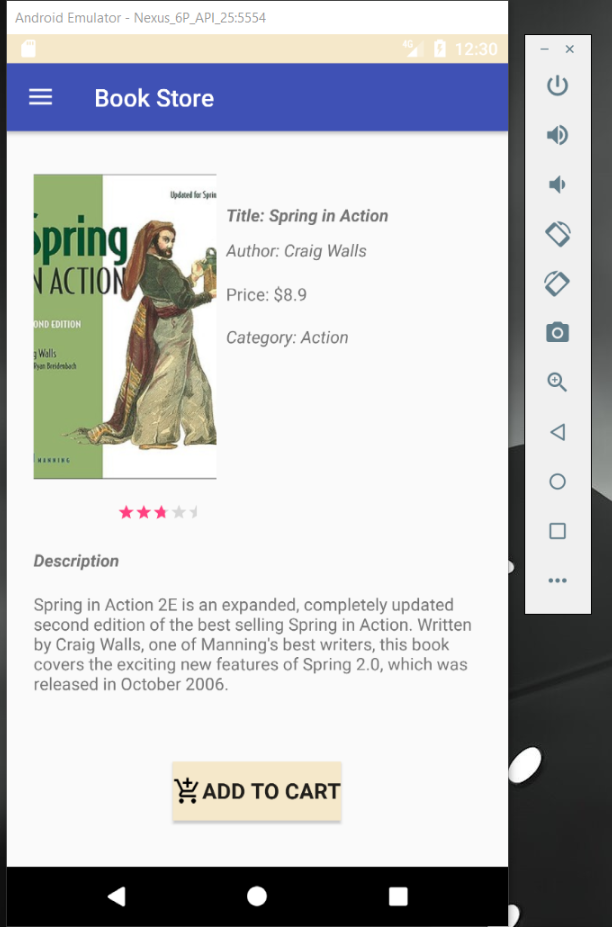 Android Emulator - Nexus_6P_API_25:5554
4G
12:30
Book Store
Updated for Sprin
Spring
IN ACTION
OND EDITION
g Walls
Ryan Breidenbach
MANNING
Title: Spring in Action
Author: Craig Walls
Price: $8.9
Category: Action
Description
Spring in Action 2E is an expanded, completely updated
second edition of the best selling Spring in Action. Written
by Craig Walls, one of Manning's best writers, this book
covers the exciting new features of Spring 2.0, which was
released in October 2006.
ADD TO CART